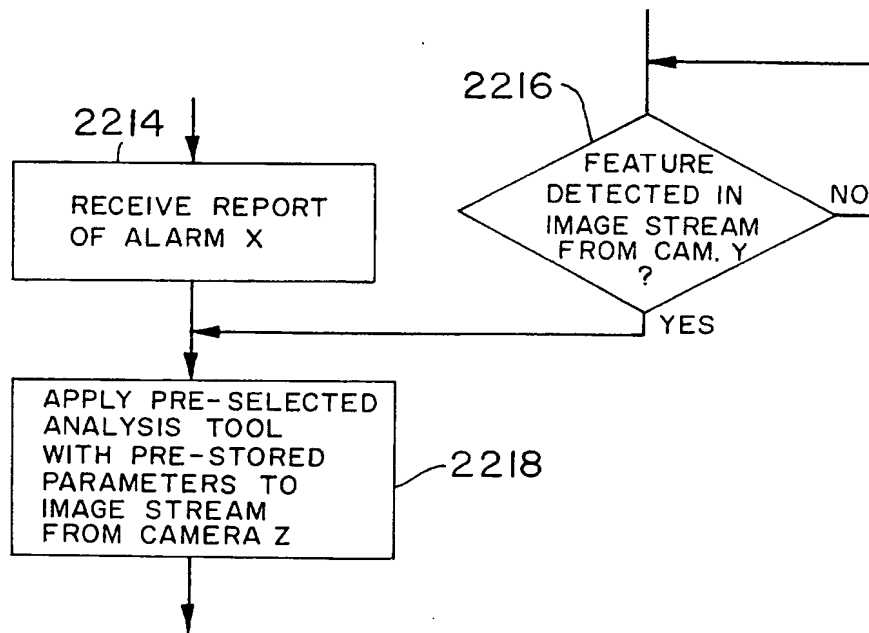 2214
RECEIVE REPORT
OF ALARM X
2216
FEATURE
DETECTED IN
IMAGE STREAM
FROM CAM. Y
?
NO
YES
APPLY PRE-SELECTED
ANALYSIS TOOL
WITH PRE-STORED
PARAMETERS TO
IMAGE STREAM
FROM CAMERA Z
2218